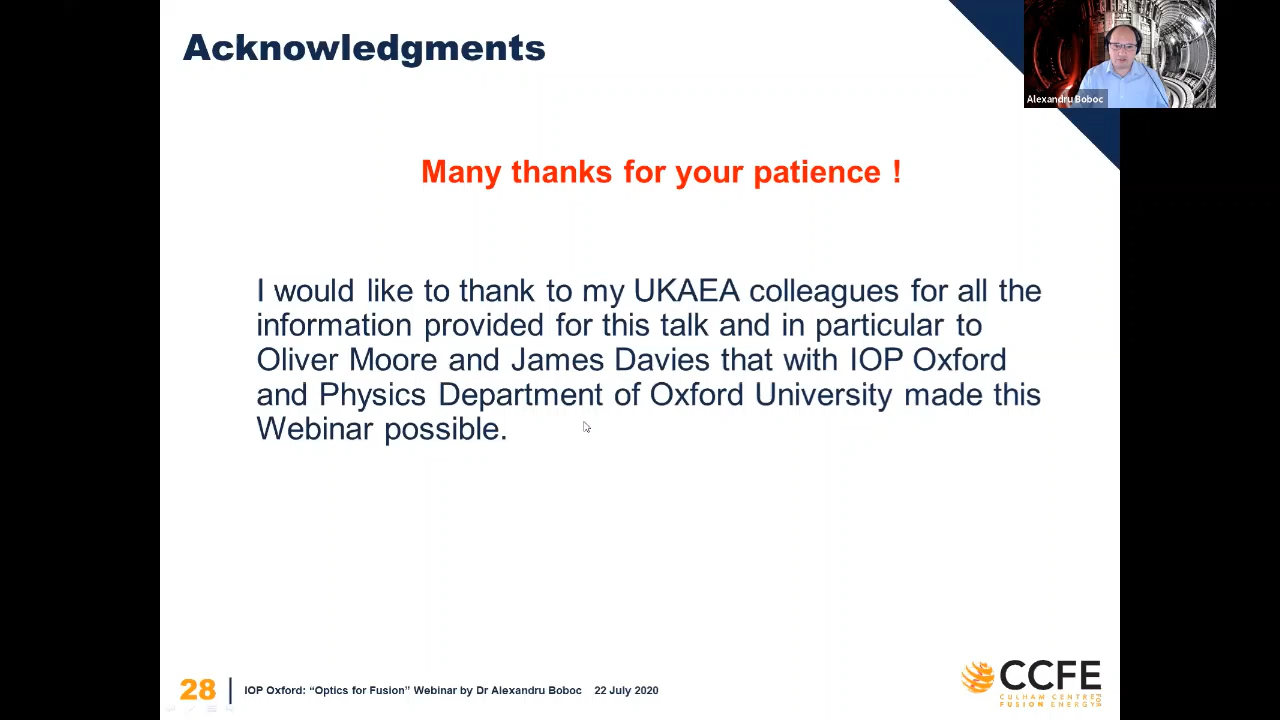 Acknowledgments
Alexandru Boboc
Many thanks for your patience !
I would like to thank to my UKAEA colleagues for all the
information provided for this talk and in particular to
Oliver Moore and James Davies that with IOP Oxford
and Physics Department of Oxford University made this
Webinar possible.
28
IOP Oxford: “Optics for Fusion” Webinar by Dr Alexandru Boboc 22 July 2020
CCFE
CULHAM CENTRE
FOR
FUSION ENERGY